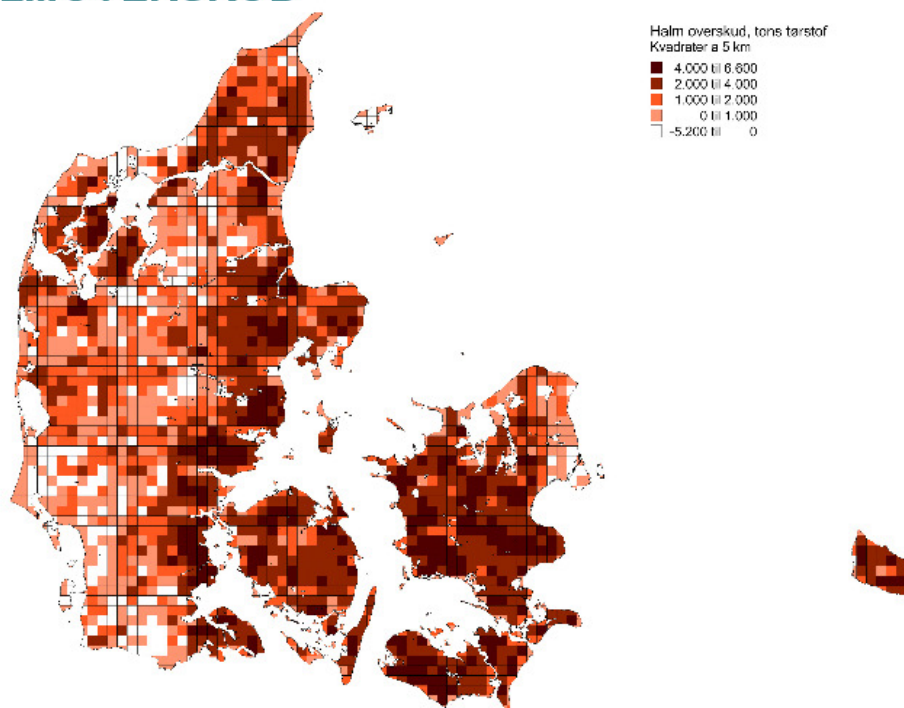 Halm overskud, tons tørstof
Kvadrater a 5 km
4.000 til 6.600
2.000 til 4.000
1.000 til 2.000
0 til 1.000
-5.200 til 0